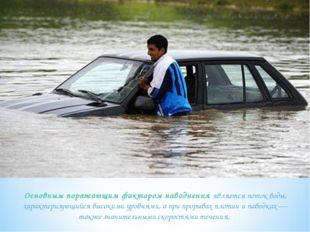 Основным поражающим фактором наводнения является поток воды,
характеризующийся высокими уровнями, а при прорывах плотин и паводках —
также значительными скоростями течения.